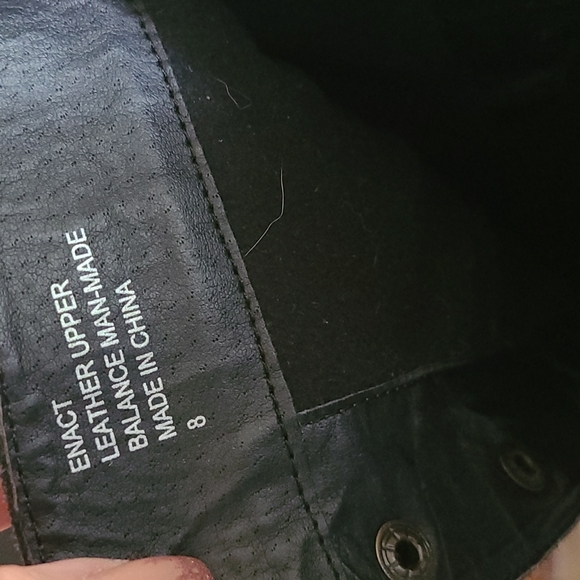 ENACT
LEATHER UPPER
BALANCE MAN-MADE
MADE IN CHINA
8